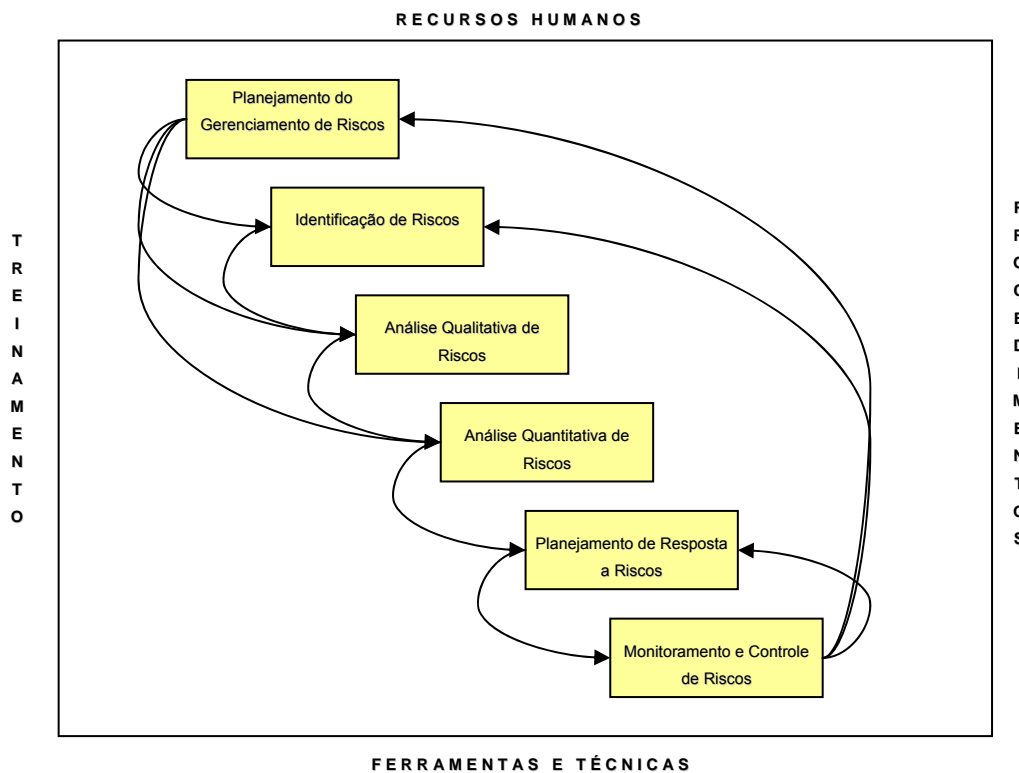 RECURSOS HUMANOS
Planejamento do
Gerenciamento de Riscos
Identificação de Riscos
TREINAMENTO
Análise Qualitativa de
Riscos
Análise Quantitativa de
Riscos
Planejamento de Resposta
a Riscos
Monitoramento e Controle
de Riscos
PROCEDIMENTOS
FERRAMENTAS E TÉCNICAS